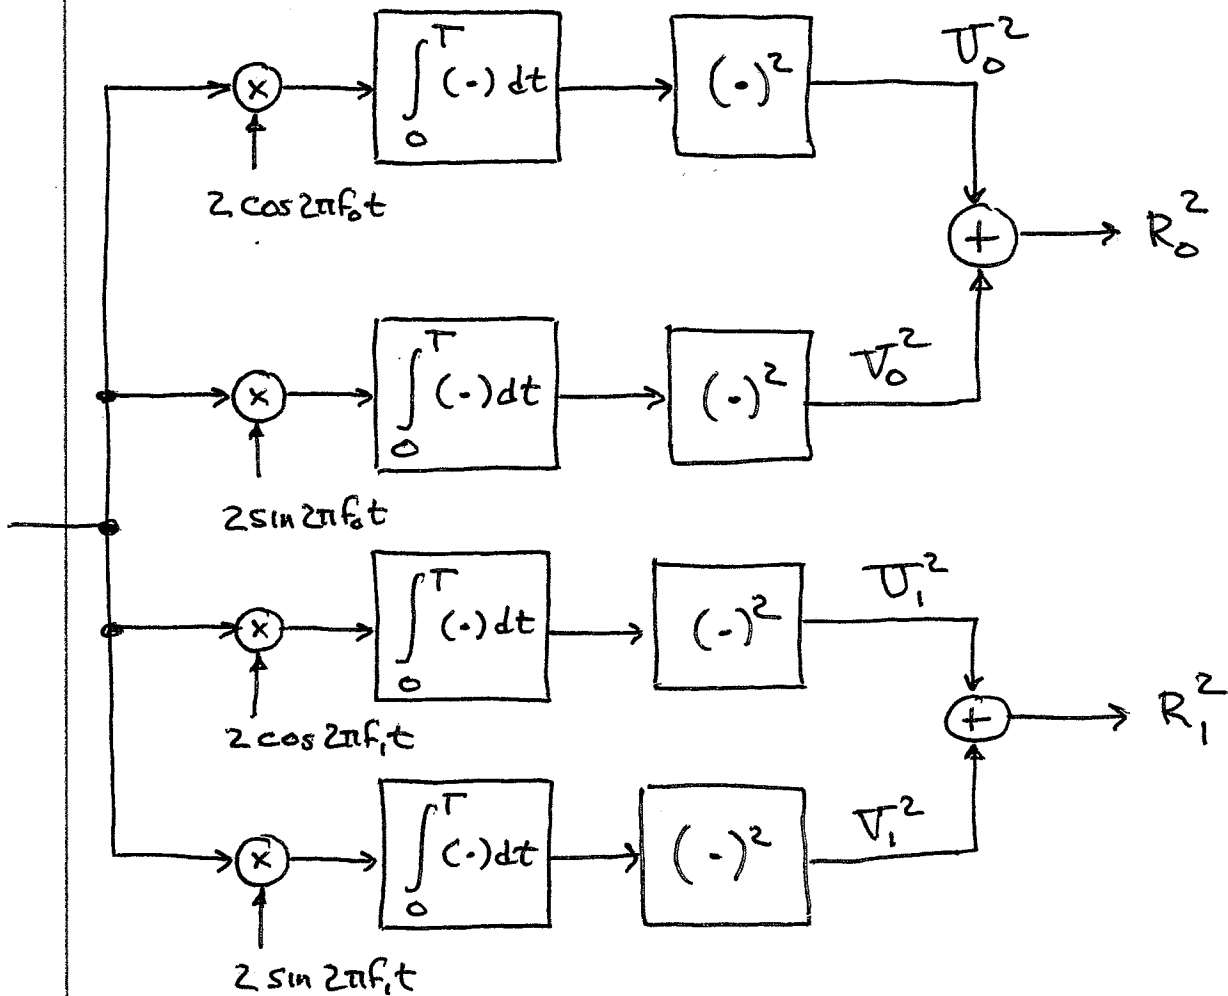 ∫₀ᵀ (·) dt
(·)²
U₀²
×
2 cos 2πf₀t
+
R₀²
∫₀ᵀ (·) dt
(·)²
V₀²
×
2 sin 2πf₀t
∫₀ᵀ (·) dt
(·)²
U₁²
×
2 cos 2πf₁t
+
R₁²
∫₀ᵀ (·) dt
(·)²
V₁²
×
2 sin 2πf₁t